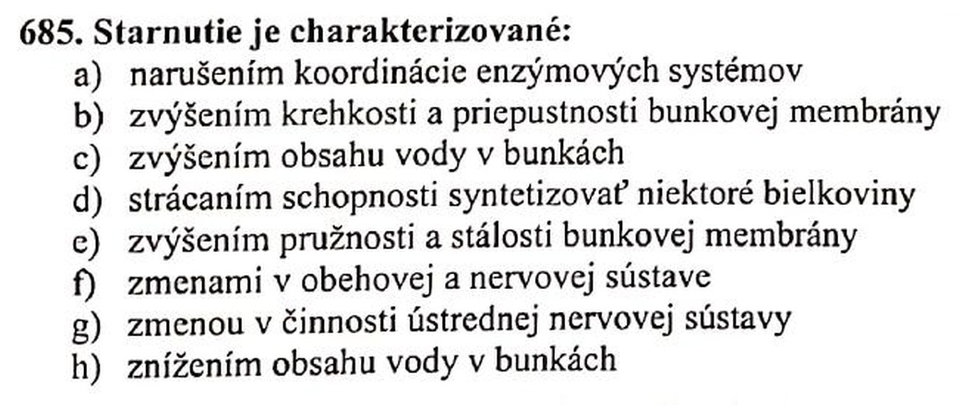 685. Starnutie je charakterizované:
a) narušením koordinácie enzýmových systémov
b) zvýšením krehkosti a priepustnosti bunkovej membrány
c) zvýšením obsahu vody v bunkách
d) strácaním schopnosti syntetizovať niektoré bielkoviny
e) zvýšením pružnosti a stálosti bunkovej membrány
f) zmenami v obehovej a nervovej sústave
g) zmenou v činnosti ústrednej nervovej sústavy
h) znížením obsahu vody v bunkách